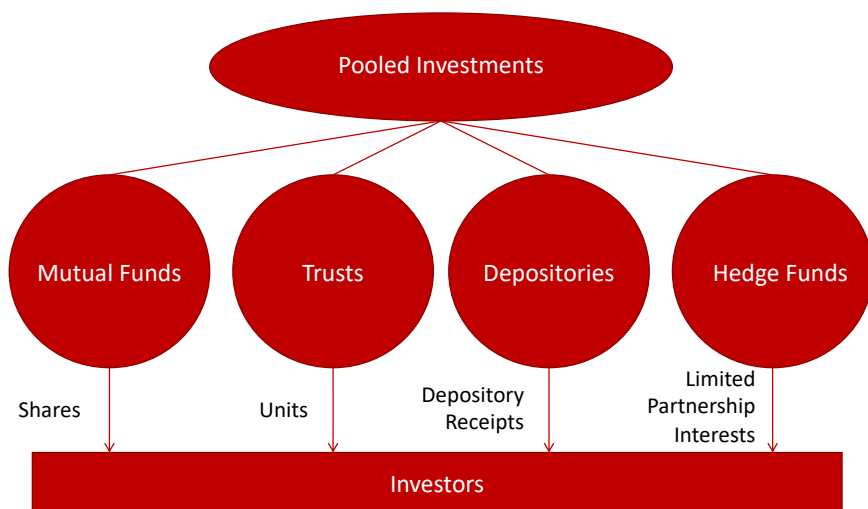 Pooled Investments
Mutual Funds
Trusts
Depositories
Hedge Funds
Shares
Units
Depository
Receipts
Limited
Partnership
Interests
Investors